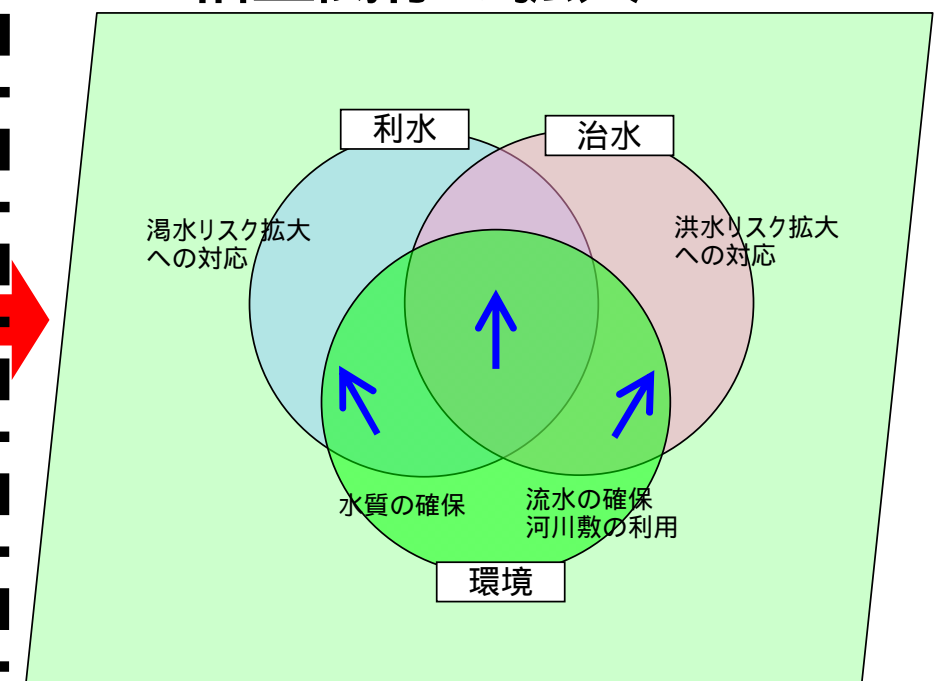 利水
治水
渇水リスク拡大
への対応
洪水リスク拡大
への対応
水質の確保
流水の確保
河川敷の利用
環境